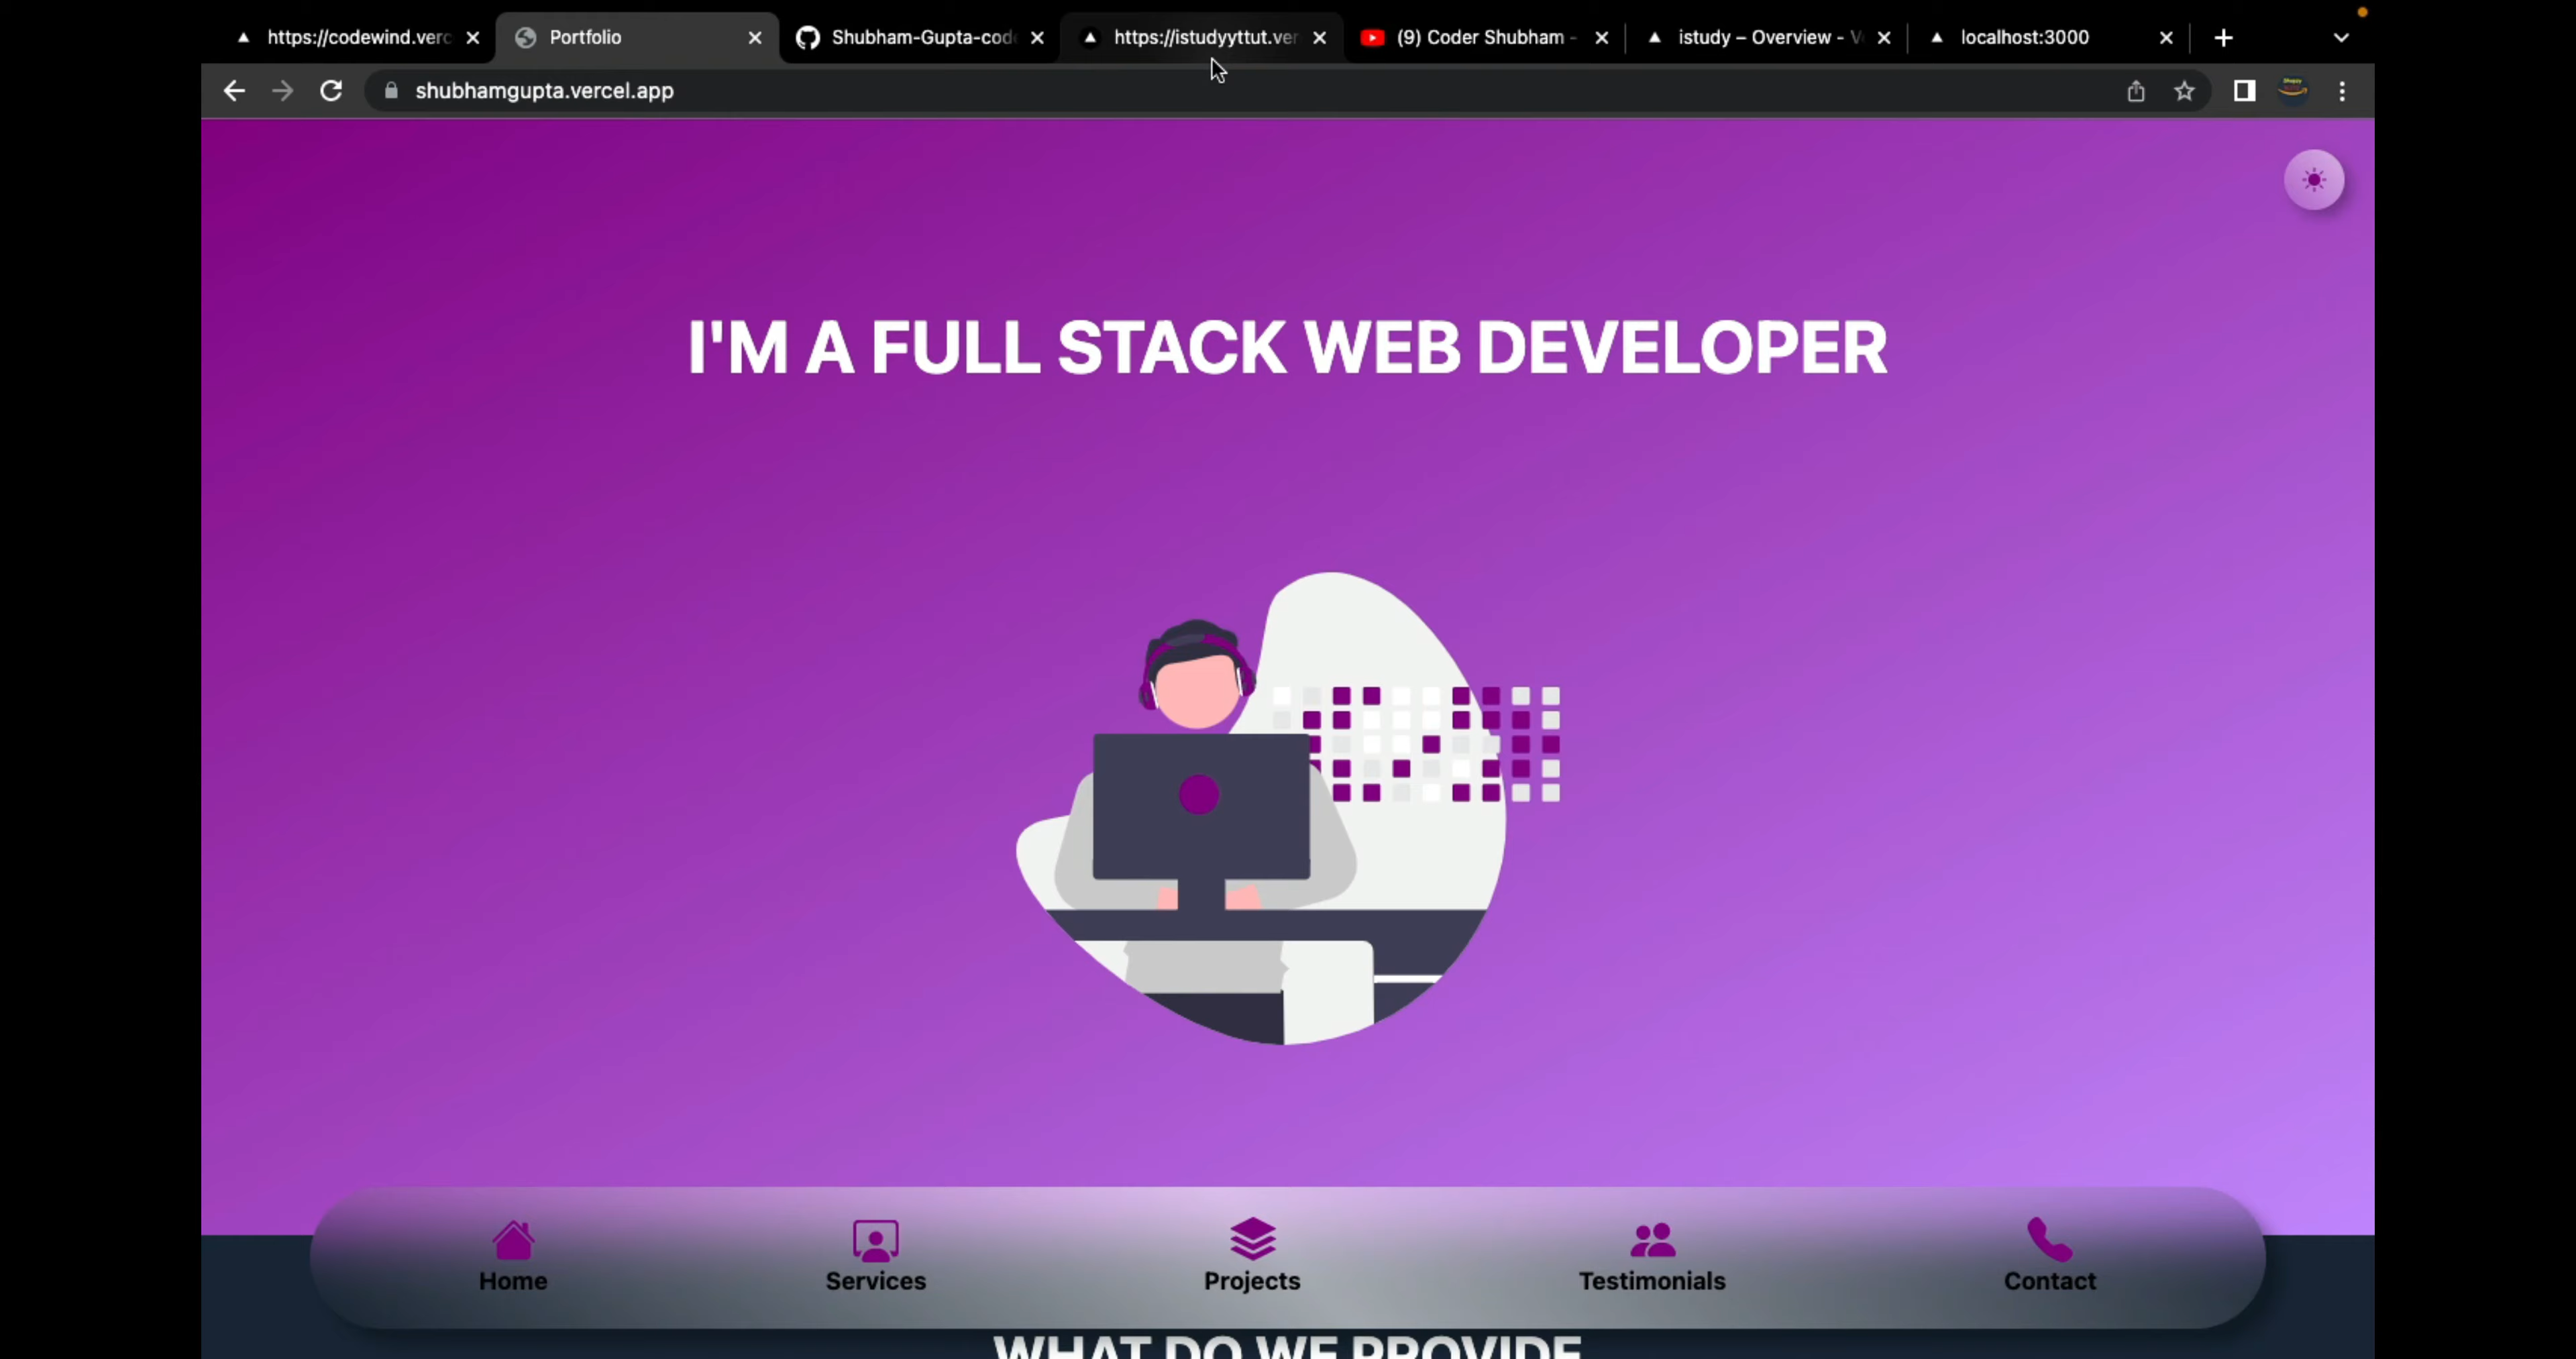 https://codewind.verc
Portfolio
Shubham-Gupta-cod
https://istudyyttut.ver
(9) Coder Shubham -
istudy – Overview - V
localhost:3000
shubhamgupta.vercel.app
I'M A FULL STACK WEB DEVELOPER
Home
Services
Projects
Testimonials
Contact
WHAT DO WE PROVIDE